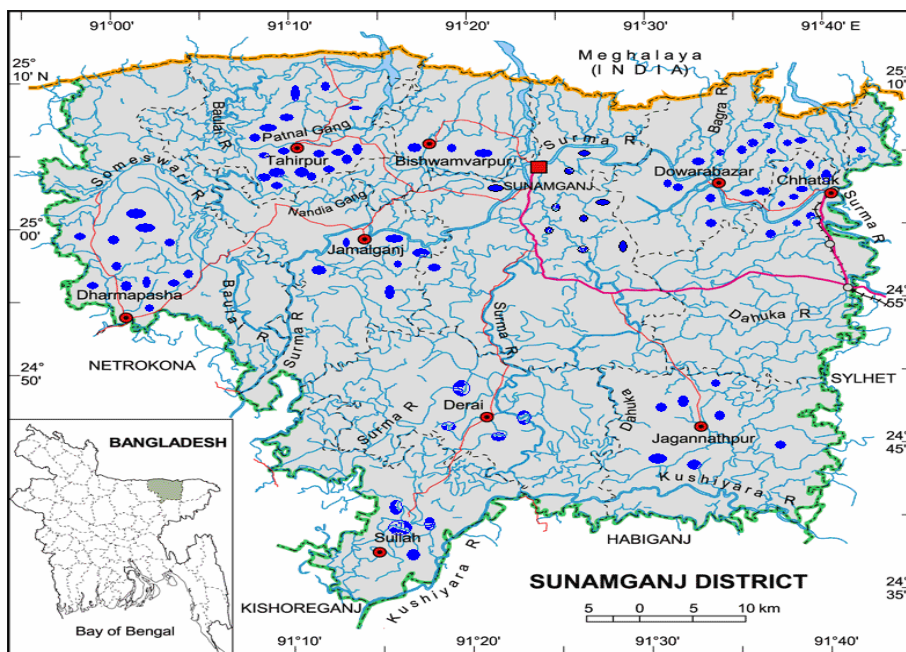 91°00'
91°10'
91°20'
91°30'
91°40' E
25°
10' N
25°
10'
Meghalaya
(I N D I A)
Baulai R
Patnai Gang
Tahirpur
Bishwamvarpur
Surma R
Bagra R
Someswari R
SUNAMGANJ
Dowarabazar
Chhatak
Nandia Gang
25°
00'
Surma R
Jamalganj
Dharmapasha
Baulai R
Surma R
Surma R
24°
55'
Dahuka R
NETROKONA
24°
50'
SYLHET
Derai
Dahuka
Surma R
Jagannathpur
BANGLADESH
24°
45'
Kushiyara R
Sullah
HABIGANJ
SUNAMGANJ DISTRICT
KISHOREGANJ
Kushiyara R
24°
35'
5 0 5 10 km
Bay of Bengal
91°10'
91°20'
91°30'
91°40'